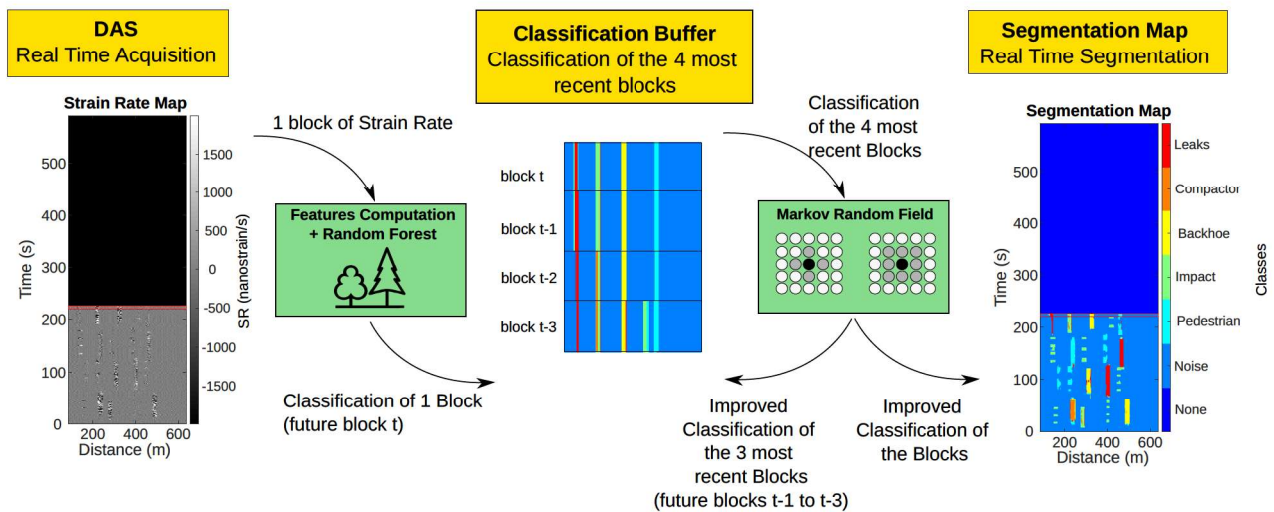 DAS
Real Time Acquisition
Strain Rate Map
500
400
300
200
100
0
Time (s)
200 400 600
Distance (m)
1500
1000
500
0
-500
-1000
-1500
SR (nanostrain/s)
1 block of Strain Rate
Features Computation
+ Random Forest
Classification of 1 Block
(future block t)
Classification Buffer
Classification of the 4 most
recent blocks
block t
block t-1
block t-2
block t-3
Classification
of the 4 most
recent Blocks
Markov Random Field
Improved
Classification of
the 3 most
recent Blocks
(future blocks t-1 to t-3)
Improved
Classification of
the Blocks
Segmentation Map
Real Time Segmentation
Segmentation Map
500
400
300
200
100
0
Time (s)
200 400 600
Distance (m)
Leaks
Compactor
Backhoe
Impact
Pedestrian
Noise
None
Classes